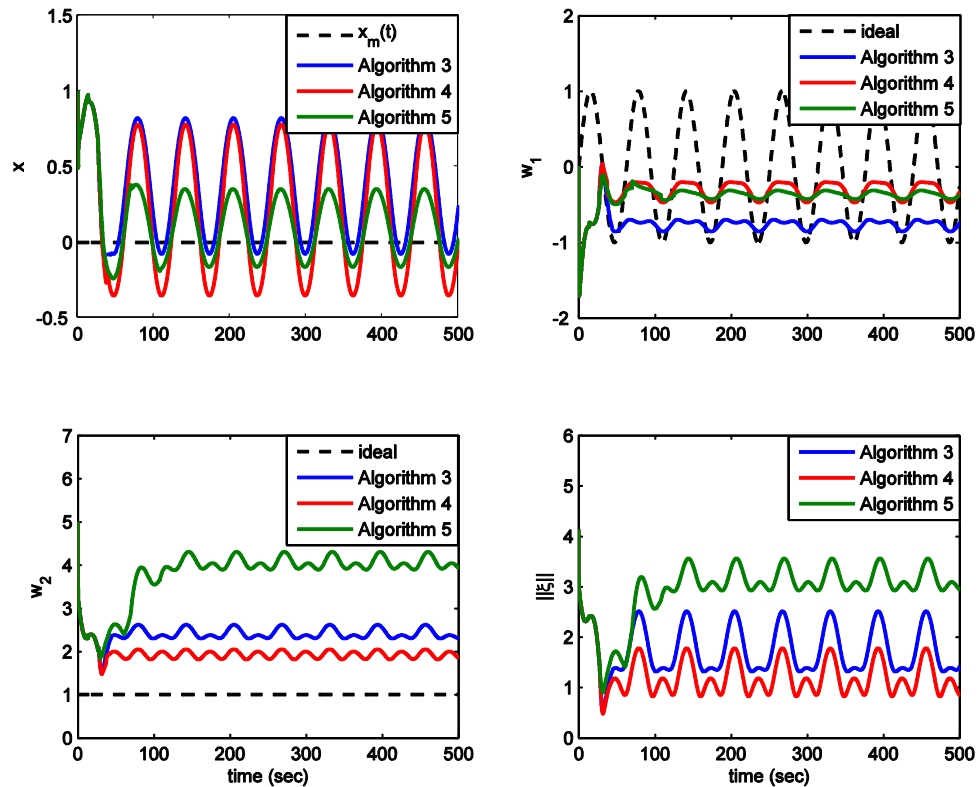 1.5
1
0.5
0
-0.5
x
x_m(t)
Algorithm 3
Algorithm 4
Algorithm 5
0 100 200 300 400 500
2
1
0
-1
-2
w_1
ideal
Algorithm 3
Algorithm 4
Algorithm 5
0 100 200 300 400 500
7
6
5
4
3
2
1
0
w_2
ideal
Algorithm 3
Algorithm 4
Algorithm 5
0 100 200 300 400 500
time (sec)
6
5
4
3
2
1
0
||ξ||
Algorithm 3
Algorithm 4
Algorithm 5
0 100 200 300 400 500
time (sec)